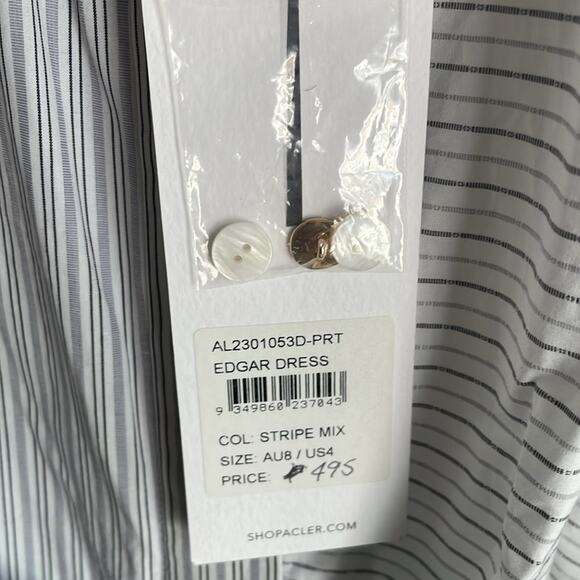 AL2301053D-PRT
EDGAR DRESS
9 349860 237043
COL: STRIPE MIX
SIZE: AU8 / US4
PRICE: 495
SHOPACLER.COM